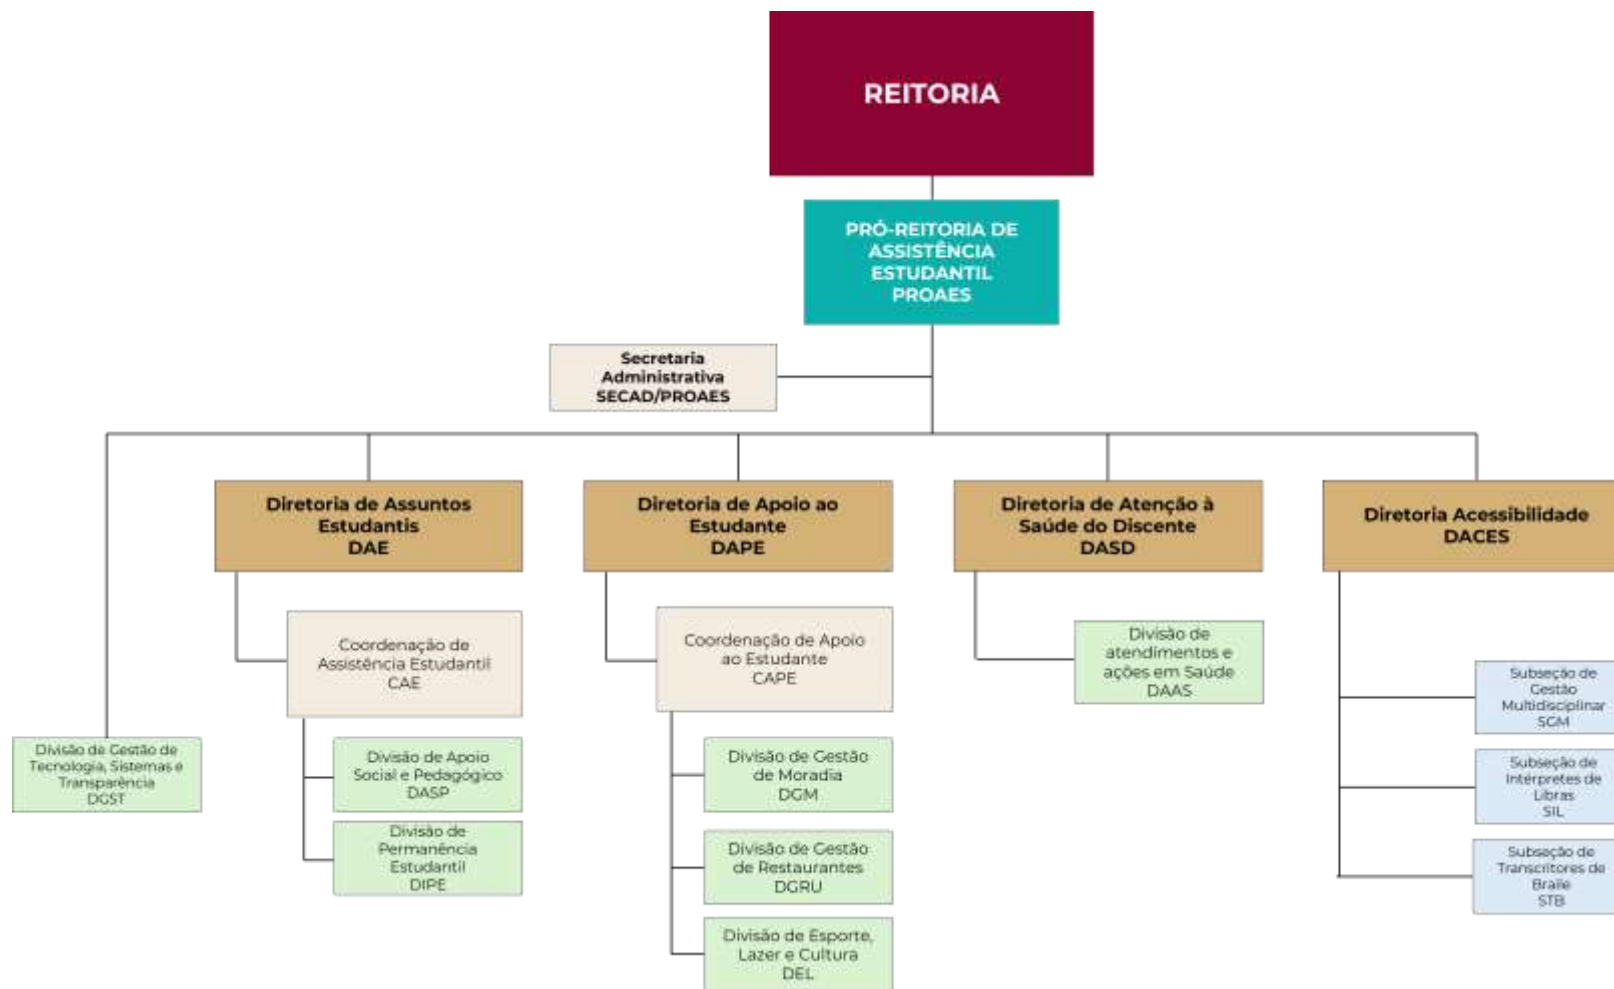 REITORIA
PRÓ-REITORIA DE
ASSISTÊNCIA
ESTUDANTIL
PROAES
Secretaria
Administrativa
SECAD/PROAES
Diretoria de Assuntos
Estudantis
DAE
Diretoria de Apoio ao
Estudante
DAPE
Diretoria de Atenção à
Saúde do Discente
DASD
Diretoria Acessibilidade
DACES
Coordenação de
Assistência Estudantil
CAE
Coordenação de Apoio
ao Estudante
CAPE
Divisão de
atendimentos e
ações em Saúde
DAAS
Subseção de
Gestão
Multidisciplinar
SGM
Divisão de Gestão de
Tecnologia, Sistemas e
Transparência
DGST
Divisão de Apoio
Social e Pedagógico
DASP
Divisão de Gestão
de Moradia
DGM
Subseção de
Intérpretes de
Libras
SIL
Divisão de
Permanência
Estudantil
DIPE
Divisão de Gestão
de Restaurantes
DGRU
Subseção de
Transcritores de
Braile
STB
Divisão de Esporte,
Lazer e Cultura
DEL